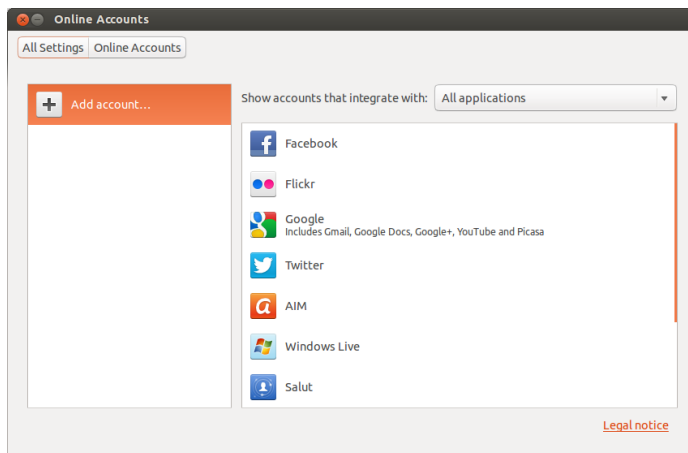 Online Accounts
All Settings Online Accounts
Add account...
Show accounts that integrate with: All applications
Facebook
Flickr
Google
Includes Gmail, Google Docs, Google+, YouTube and Picasa
Twitter
AIM
Windows Live
Salut
Legal notice